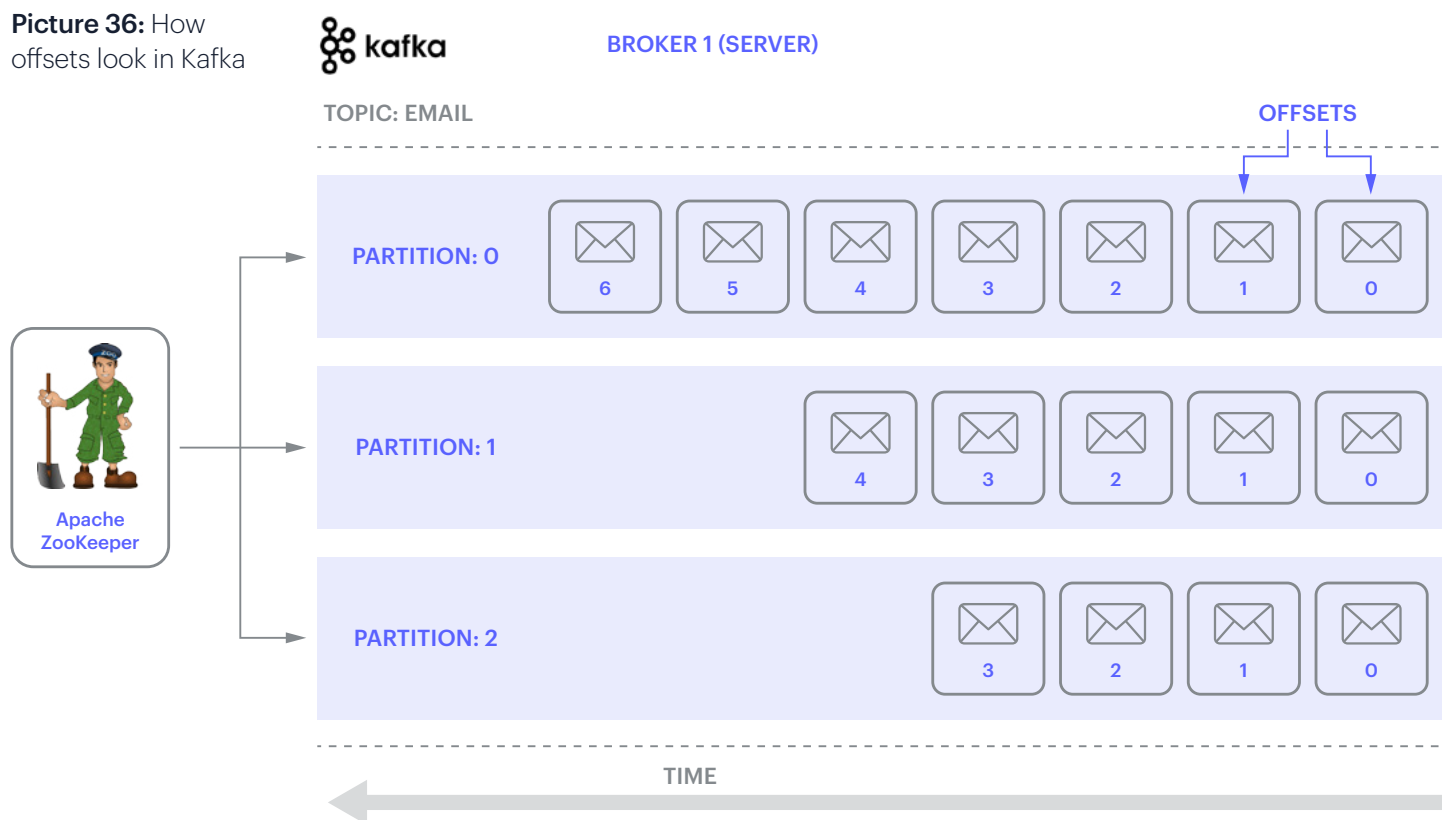 Picture 36: How
offsets look in Kafka
kafka
BROKER 1 (SERVER)
TOPIC: EMAIL
OFFSETS
PARTITION: 0
6 5 4 3 2 1 0
Apache
ZooKeeper
PARTITION: 1
4 3 2 1 0
PARTITION: 2
3 2 1 0
TIME